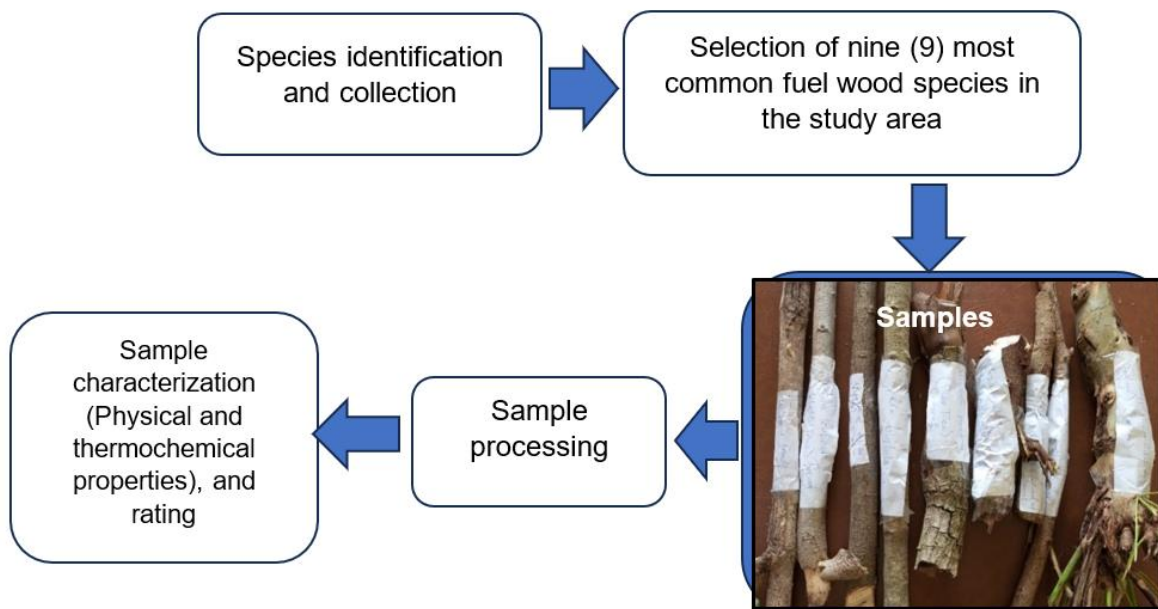 Species identification
and collection
Selection of nine (9) most
common fuel wood species in
the study area
Samples
Sample
processing
Sample
characterization
(Physical and
thermochemical
properties), and
rating